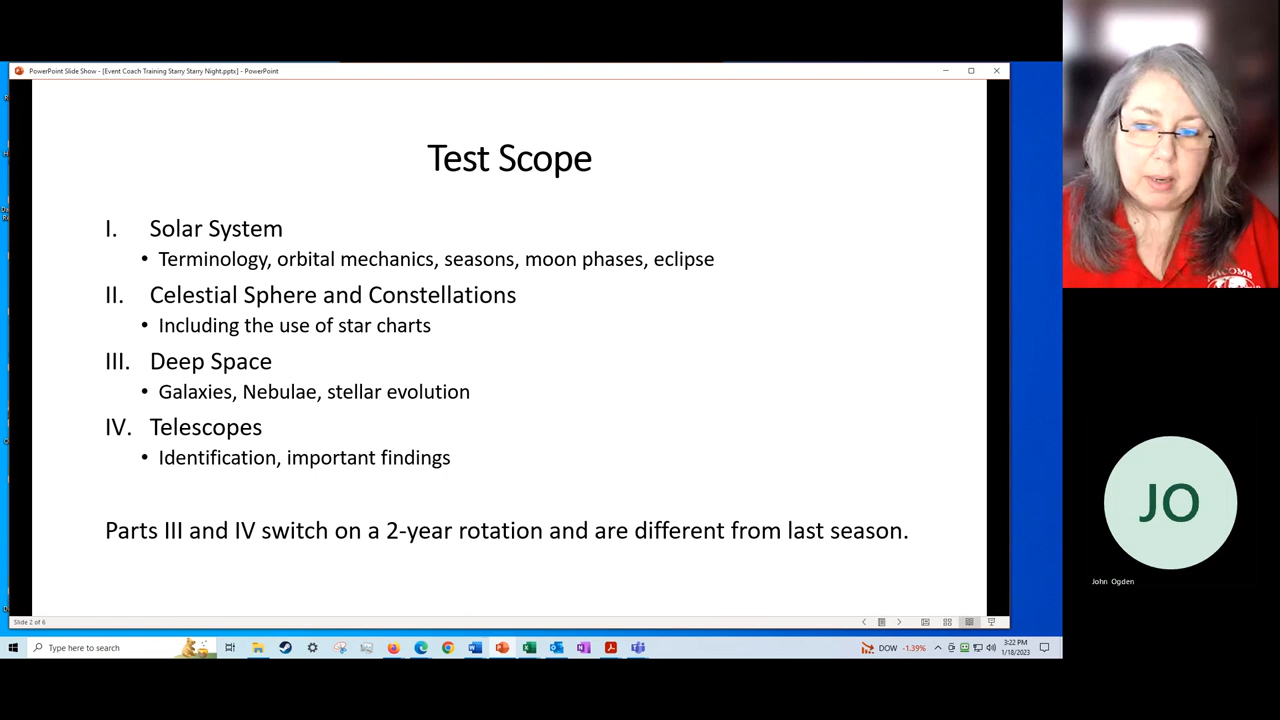 PowerPoint Slide Show - [Event Coach Training Starry Starry Night.pptx] - PowerPoint
Test Scope
I. Solar System
• Terminology, orbital mechanics, seasons, moon phases, eclipse
II. Celestial Sphere and Constellations
• Including the use of star charts
III. Deep Space
• Galaxies, Nebulae, stellar evolution
IV. Telescopes
• Identification, important findings
Parts III and IV switch on a 2-year rotation and are different from last season.
Slide 2 of 6
Type here to search
DOW -1.39%
3:22 PM
1/18/2023
MACOMB
JO
John Ogden